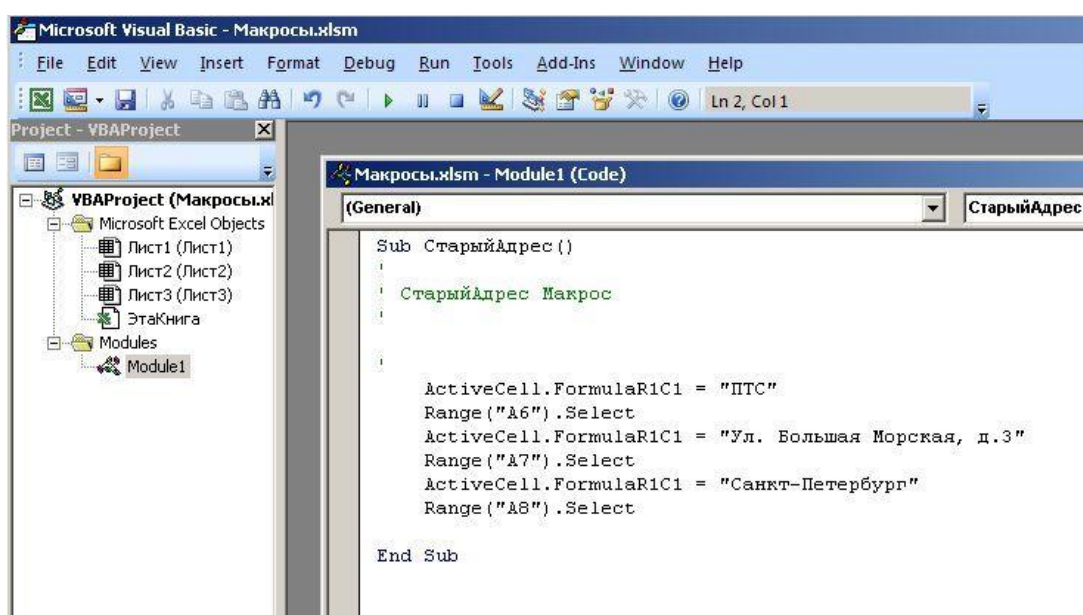 Microsoft Visual Basic - Макросы.xlsm
File Edit View Insert Format Debug Run Tools Add-Ins Window Help
Ln 2, Col 1
Project - VBAProject
Макросы.xlsm - Module1 (Code)
VBAProject (Макросы.xl
(General) СтарыйАдрес
Microsoft Excel Objects
Лист1 (Лист1)
Лист2 (Лист2)
Лист3 (Лист3)
ЭтаКнига
Modules
Module1
Sub СтарыйАдрес()
'
' СтарыйАдрес Макрос
'
'
ActiveCell.FormulaR1C1 = "ПТС"
Range("A6").Select
ActiveCell.FormulaR1C1 = "Ул. Большая Морская, д.3"
Range("A7").Select
ActiveCell.FormulaR1C1 = "Санкт-Петербург"
Range("A8").Select
End Sub